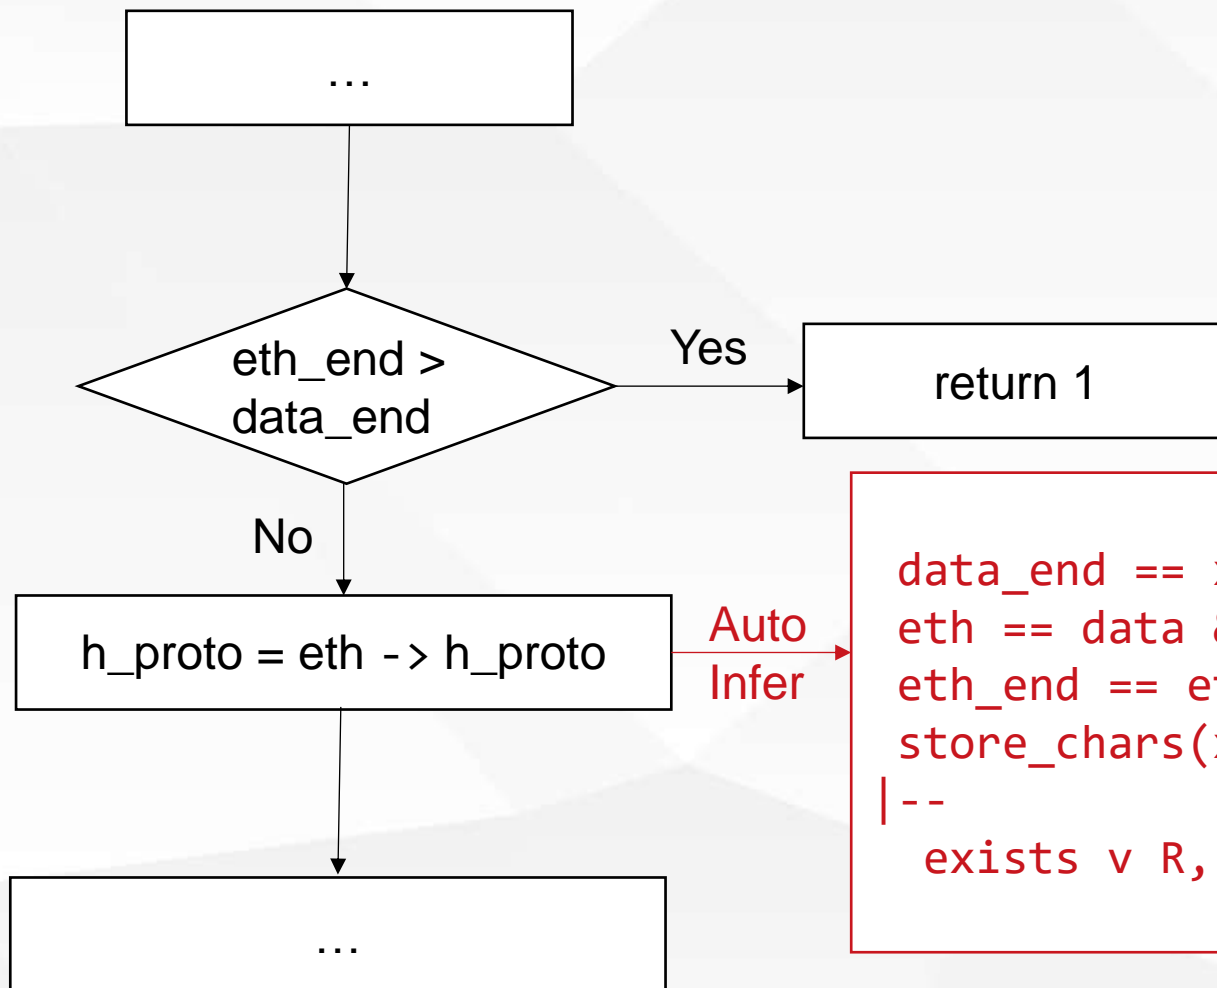 ...
eth_end >
data_end
Yes
return 1
No
h_proto = eth -> h_proto
Auto
Infer
data_end ==
eth == data
eth_end ==
store_chars(
|--
exists v R,
...